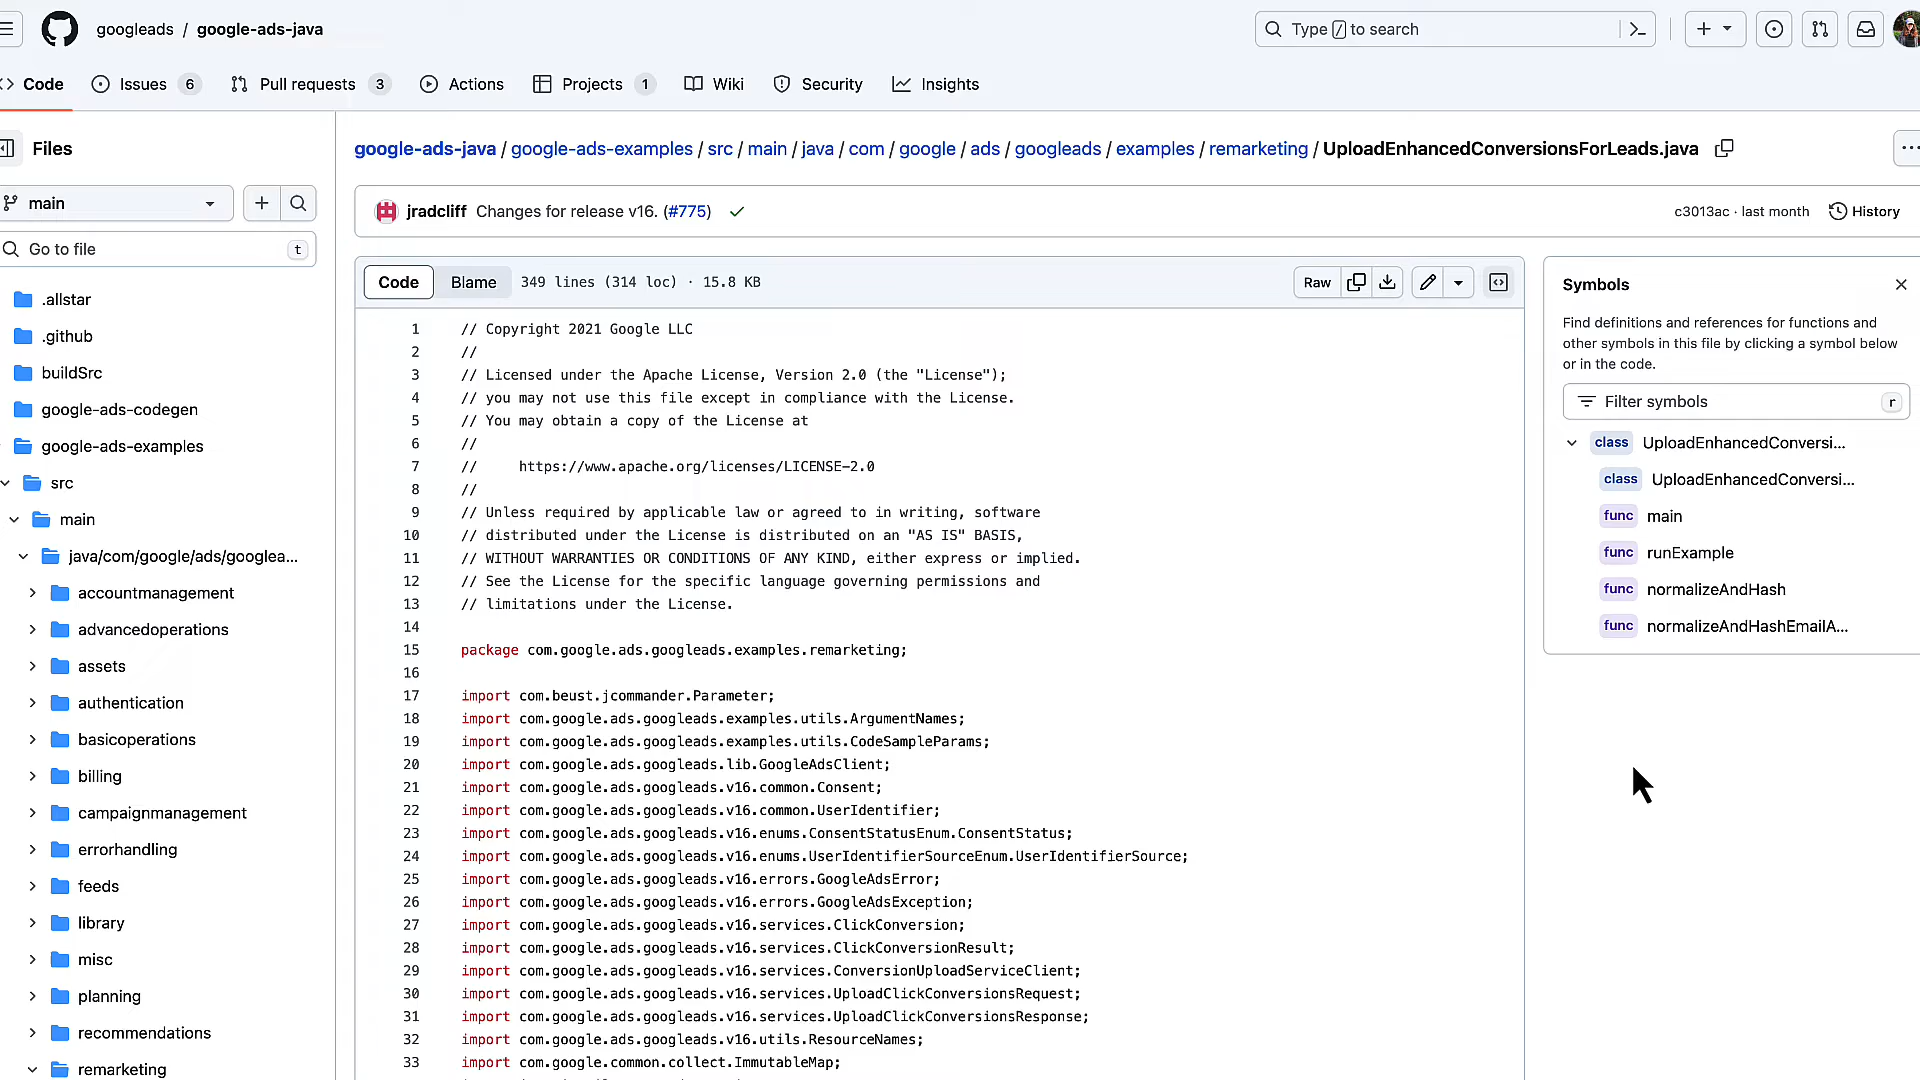 googleads / google-ads-java
Type / to search
Code
Issues 6
Pull requests 3
Actions
Projects 1
Wiki
Security
Insights
Files
main
Go to file
t
.allstar
.github
buildSrc
google-ads-codegen
google-ads-examples
src
main
java/com/google/ads/googlea...
accountmanagement
advancedoperations
assets
authentication
basicoperations
billing
campaignmanagement
errorhandling
feeds
library
misc
planning
recommendations
remarketing
google-ads-java / google-ads-examples / src / main / java / com / google / ads / googleads / examples / remarketing / UploadEnhancedConversionsForLeads.java
jradcliff Changes for release v16. (#775)
c3013ac · last month
History
Code
Blame
349 lines (314 loc) · 15.8 KB
Raw
1 // Copyright 2021 Google LLC
2 //
3 // Licensed under the Apache License, Version 2.0 (the "License");
4 // you may not use this file except in compliance with the License.
5 // You may obtain a copy of the License at
6 //
7 //     https://www.apache.org/licenses/LICENSE-2.0
8 //
9 // Unless required by applicable law or agreed to in writing, software
10 // distributed under the License is distributed on an "AS IS" BASIS,
11 // WITHOUT WARRANTIES OR CONDITIONS OF ANY KIND, either express or implied.
12 // See the License for the specific language governing permissions and
13 // limitations under the License.
14
15 package com.google.ads.googleads.examples.remarketing;
16
17 import com.beust.jcommander.Parameter;
18 import com.google.ads.googleads.examples.utils.ArgumentNames;
19 import com.google.ads.googleads.examples.utils.CodeSampleParams;
20 import com.google.ads.googleads.lib.GoogleAdsClient;
21 import com.google.ads.googleads.v16.common.Consent;
22 import com.google.ads.googleads.v16.common.UserIdentifier;
23 import com.google.ads.googleads.v16.enums.ConsentStatusEnum.ConsentStatus;
24 import com.google.ads.googleads.v16.enums.UserIdentifierSourceEnum.UserIdentifierSource;
25 import com.google.ads.googleads.v16.errors.GoogleAdsError;
26 import com.google.ads.googleads.v16.errors.GoogleAdsException;
27 import com.google.ads.googleads.v16.services.ClickConversion;
28 import com.google.ads.googleads.v16.services.ClickConversionResult;
29 import com.google.ads.googleads.v16.services.ConversionUploadServiceClient;
30 import com.google.ads.googleads.v16.services.UploadClickConversionsRequest;
31 import com.google.ads.googleads.v16.services.UploadClickConversionsResponse;
32 import com.google.ads.googleads.v16.utils.ResourceNames;
33 import com.google.common.collect.ImmutableMap;
Symbols
Find definitions and references for functions and
other symbols in this file by clicking a symbol below
or in the code.
Filter symbols
r
class UploadEnhancedConversi...
class UploadEnhancedConversi...
func main
func runExample
func normalizeAndHash
func normalizeAndHashEmailA...